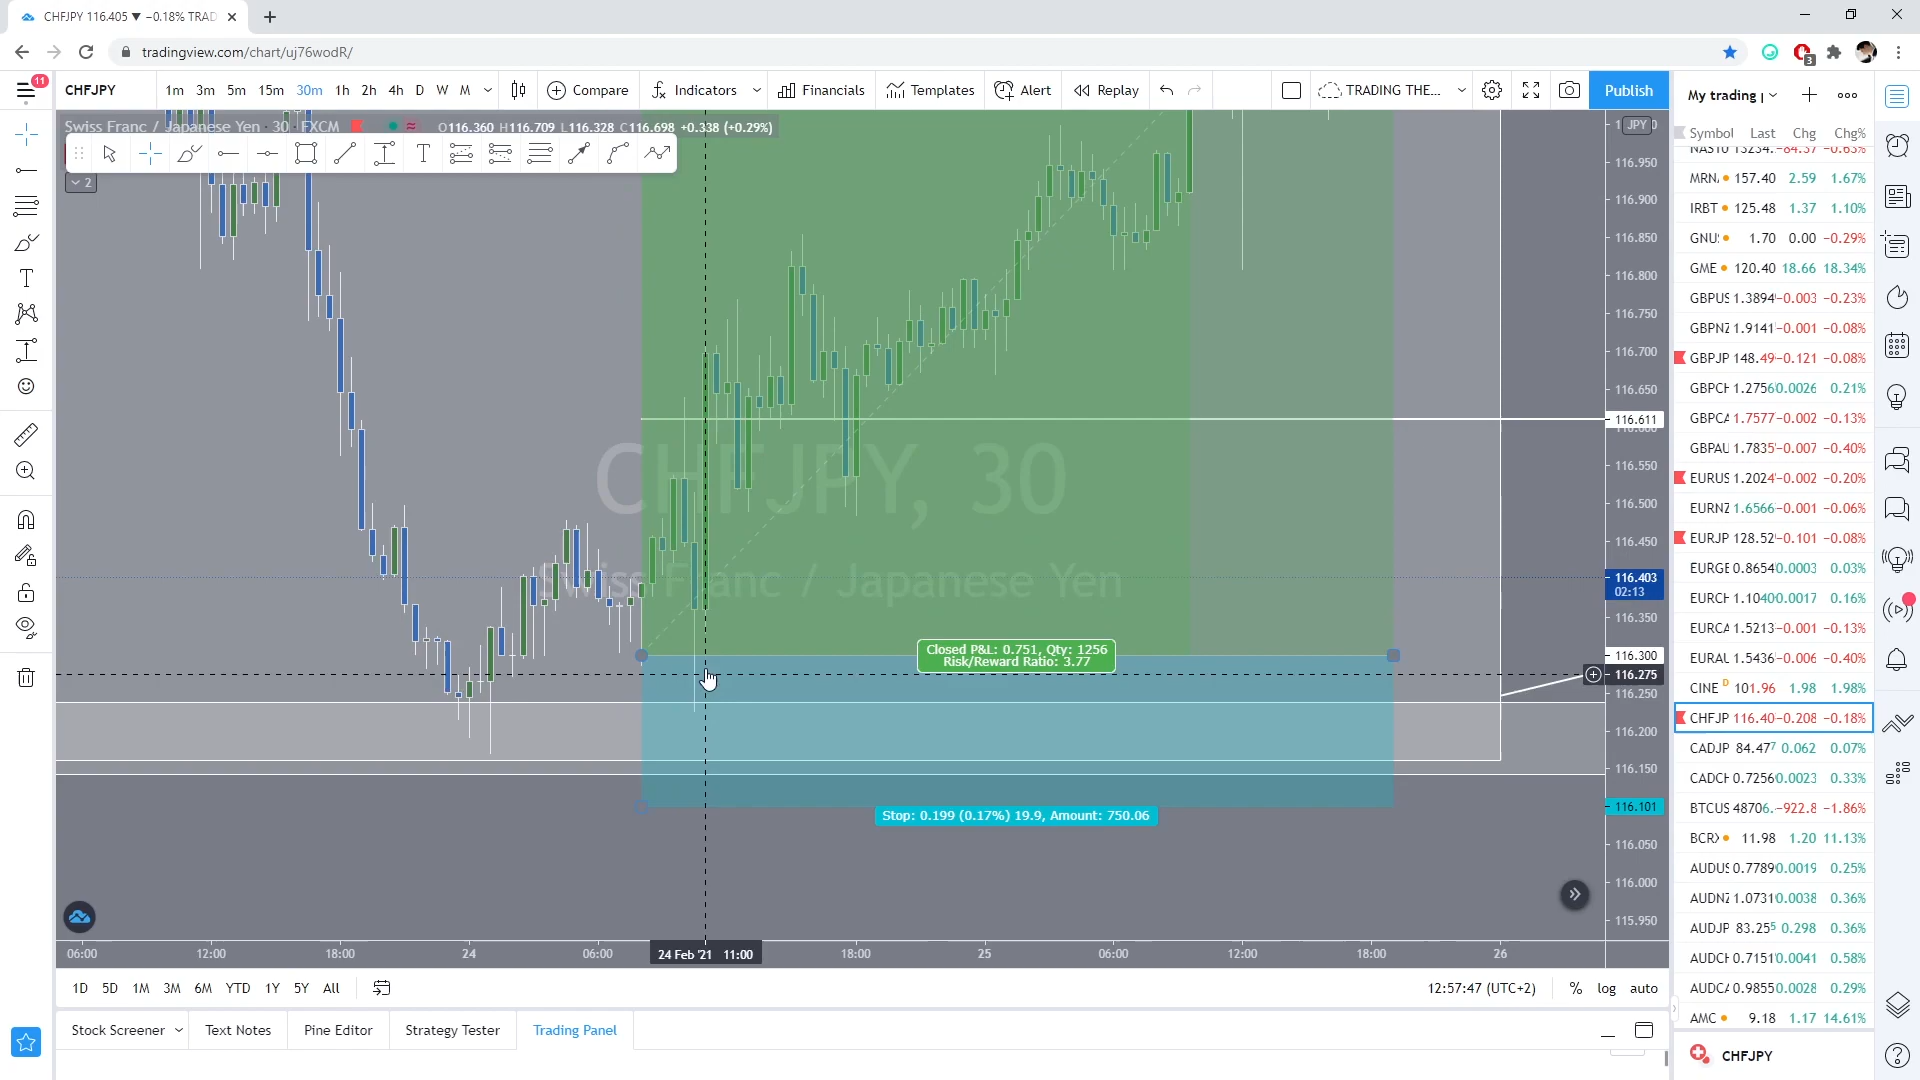 CHFJPY 116.405 ▼ −0.18% TRAD
tradingview.com/chart/uj76wodR/
3
11
CHFJPY 1m 3m 5m 15m 30m 1h 2h 4h D W M Compare Indicators Financials Templates Alert Replay TRADING THE... Publish
Swiss Franc / Japanese Yen · 30 · FXCM O116.360 H116.709 L116.328 C116.698 +0.338 (+0.29%)
2
CHFJPY, 30
Swiss Franc / Japanese Yen
Closed P&L: 0.751, Qty: 1256
Risk/Reward Ratio: 3.77
Stop: 0.199 (0.17%) 19.9, Amount: 750.06
JPY
116.950
116.900
116.850
116.800
116.750
116.700
116.650
116.611
116.600
116.550
116.500
116.450
116.403
02:13
116.350
116.300
116.275
116.250
116.200
116.150
116.101
116.050
116.000
115.950
06:00 12:00 18:00 24 06:00 24 Feb '21 11:00 18:00 25 06:00 12:00 18:00 26
1D 5D 1M 3M 6M YTD 1Y 5Y All 12:57:47 (UTC+2) % log auto
Stock Screener Text Notes Pine Editor Strategy Tester Trading Panel
My trading
Symbol Last Chg Chg%
NAS10 13234. −84.37 −0.63%
MRN 157.40 2.59 1.67%
IRBT 125.48 1.37 1.10%
GNU 1.70 0.00 −0.29%
GME 120.40 18.66 18.34%
GBPUS 1.3894 −0.003 −0.23%
GBPNZ 1.9141 −0.001 −0.08%
GBPJP 148.49 −0.121 −0.08%
GBPCH 1.2756 0.0026 0.21%
GBPCA 1.7577 −0.002 −0.13%
GBPAU 1.7835 −0.007 −0.40%
EURUS 1.2024 −0.002 −0.20%
EURNZ 1.6566 −0.001 −0.06%
EURJP 128.52 −0.101 −0.08%
EURGE 0.8654 0.0003 0.03%
EURCH 1.1040 0.0017 0.16%
EURCA 1.5213 −0.001 −0.13%
EURAU 1.5436 −0.006 −0.40%
CINE D 101.96 1.98 1.98%
CHFJP 116.40 −0.208 −0.18%
CADJP 84.477 0.062 0.07%
CADCH 0.7256 0.0023 0.33%
BTCUS 48706. −922.8 −1.86%
BCRX 11.98 1.20 11.13%
AUDUS 0.7789 0.0019 0.25%
AUDNZ 1.0731 0.0038 0.36%
AUDJP 83.255 0.298 0.36%
AUDCH 0.7151 0.0041 0.58%
AUDCA 0.9855 0.0028 0.29%
AMC 9.18 1.17 14.61%
CHFJPY